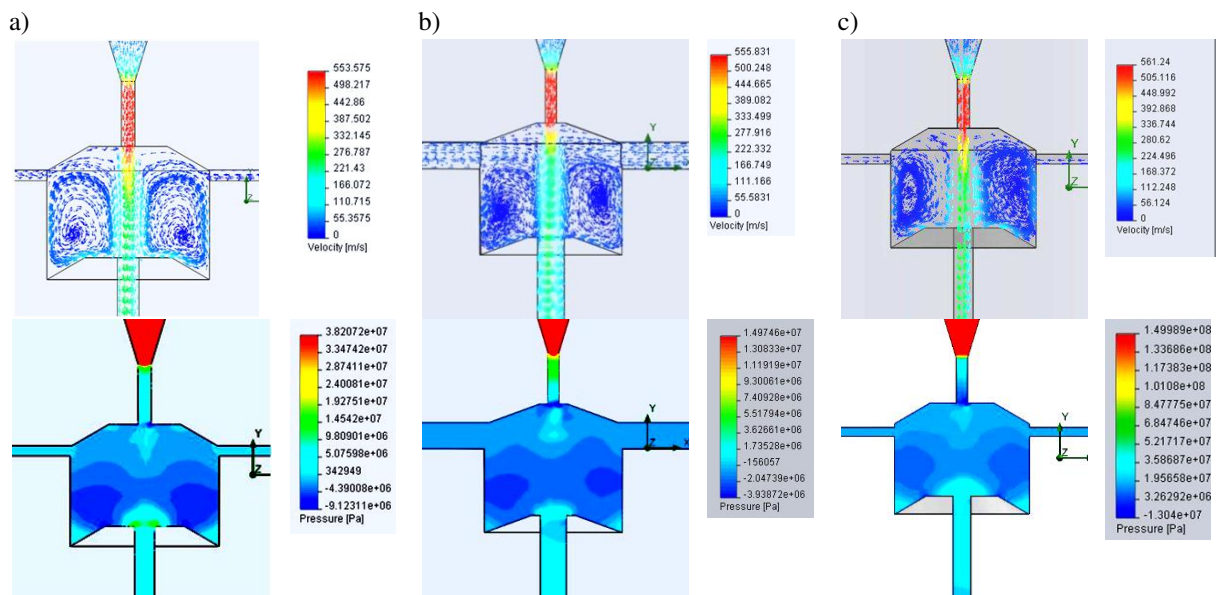 a)
b)
c)
553.575
498.217
442.86
387.502
332.145
276.787
221.43
166.072
110.715
55.3575
0
Velocity [m/s]
Z
555.831
500.248
444.665
389.082
333.499
277.916
222.332
166.749
111.166
55.5831
0
Velocity [m/s]
Y
Z
561.24
505.116
448.992
392.868
336.744
280.62
224.496
168.372
112.248
56.124
0
Velocity [m/s]
Y
Z
3.82072e+07
3.34742e+07
2.87411e+07
2.40081e+07
1.92751e+07
1.4542e+07
9.80901e+06
5.07598e+06
342949
-4.39008e+06
-9.12311e+06
Pressure [Pa]
Y
Z
1.49746e+07
1.30833e+07
1.11919e+07
9.30061e+06
7.40928e+06
5.51794e+06
3.62661e+06
1.73528e+06
-156057
-2.04739e+06
-3.93872e+06
Pressure [Pa]
Y
Z
X
1.49989e+08
1.33686e+08
1.17383e+08
1.0108e+08
8.47775e+07
6.84746e+07
5.21717e+07
3.58687e+07
1.95658e+07
3.26292e+06
-1.304e+07
Pressure [Pa]
Y
Z